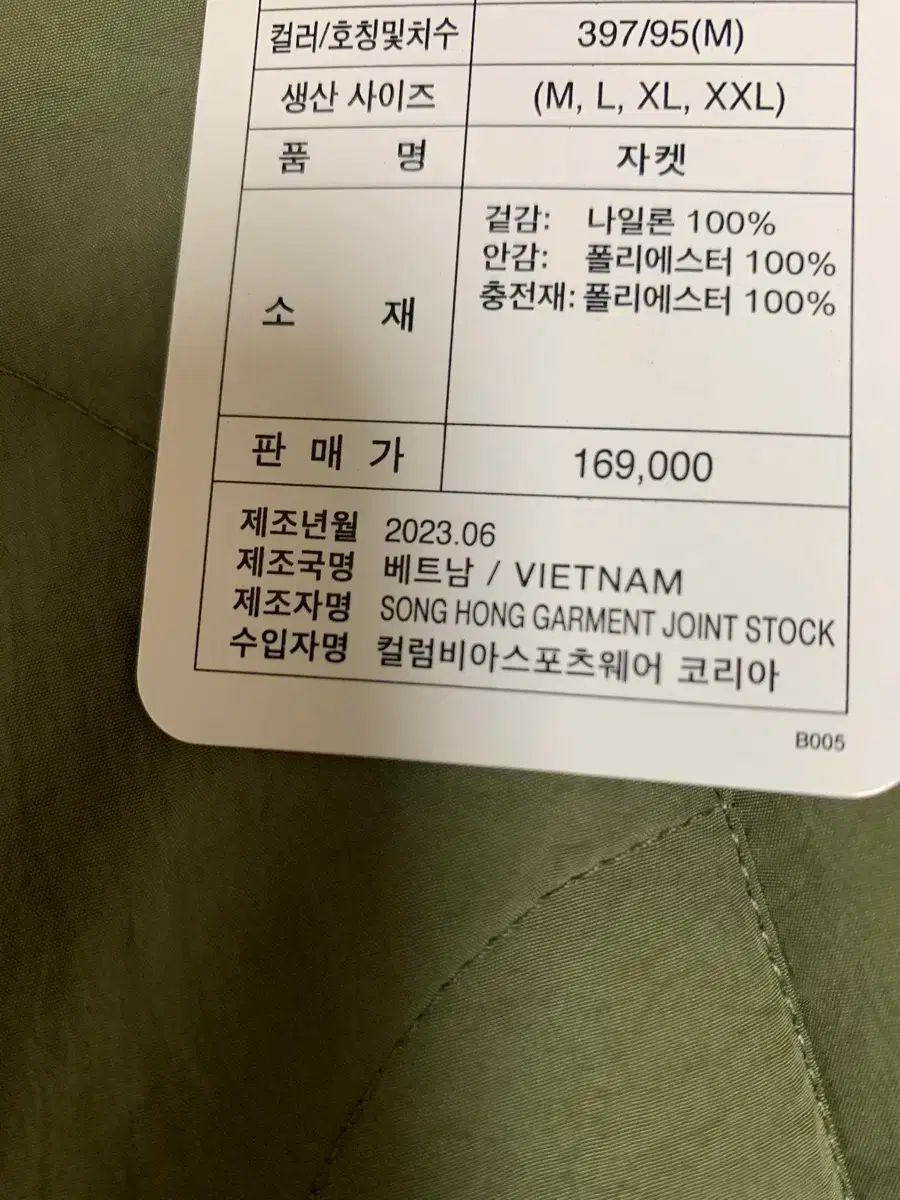 컬러/호칭및치수 397/95(M)
생산 사이즈 (M, L, XL, XXL)
품 명 자켓
소 재 겉감: 나일론 100%
안감: 폴리에스터 100%
충전재: 폴리에스터 100%
판 매 가 169,000
제조년월 2023.06
제조국명 베트남 / VIETNAM
제조자명 SONG HONG GARMENT JOINT STOCK
수입자명 컬럼비아스포츠웨어 코리아
B005